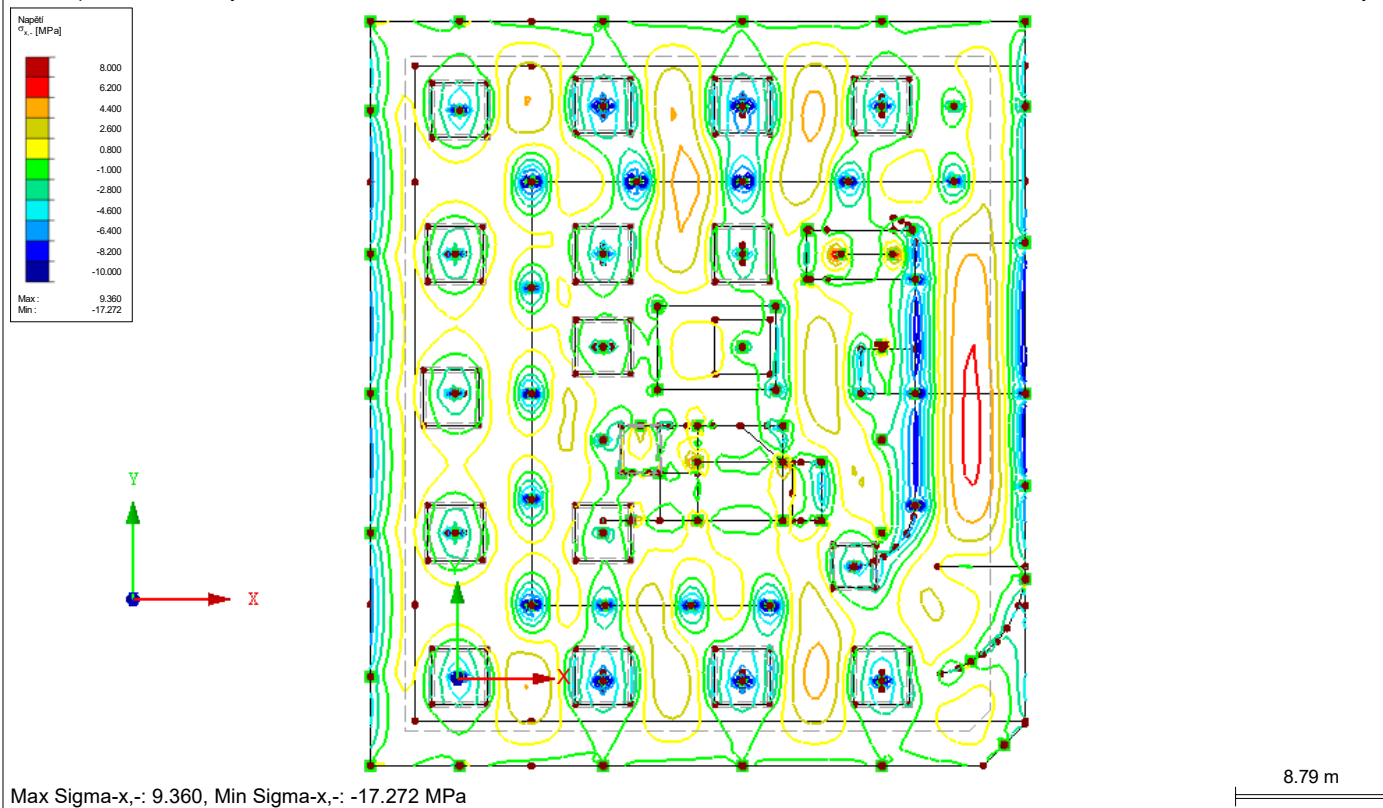 Napětí
σx,- [MPa]
8.000
6.200
4.400
2.600
0.800
-1.000
-2.800
-4.600
-6.400
-8.200
-10.000
Max : 9.360
Min : -17.272
Y
X
Y
X
8.79 m
Max Sigma-x,-: 9.360, Min Sigma-x,-: -17.272 MPa